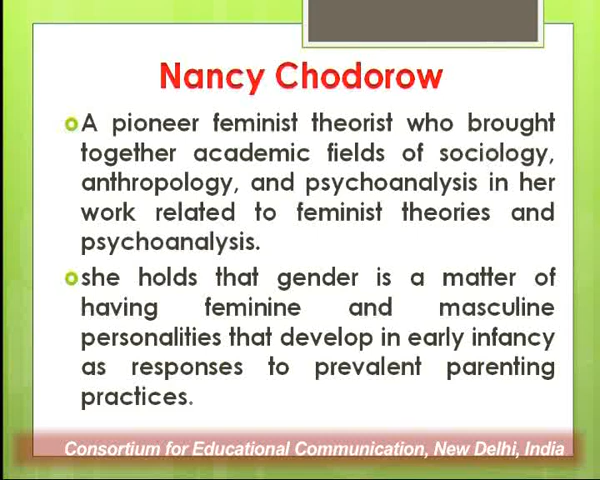 Nancy Chodorow
A pioneer feminist theorist who brought
together academic fields of sociology,
anthropology, and psychoanalysis in her
work related to feminist theories and
psychoanalysis.
she holds that gender is a matter of
having feminine and masculine
personalities that develop in early infancy
as responses to prevalent parenting
practices.
Consortium for Educational Communication, New Delhi, India